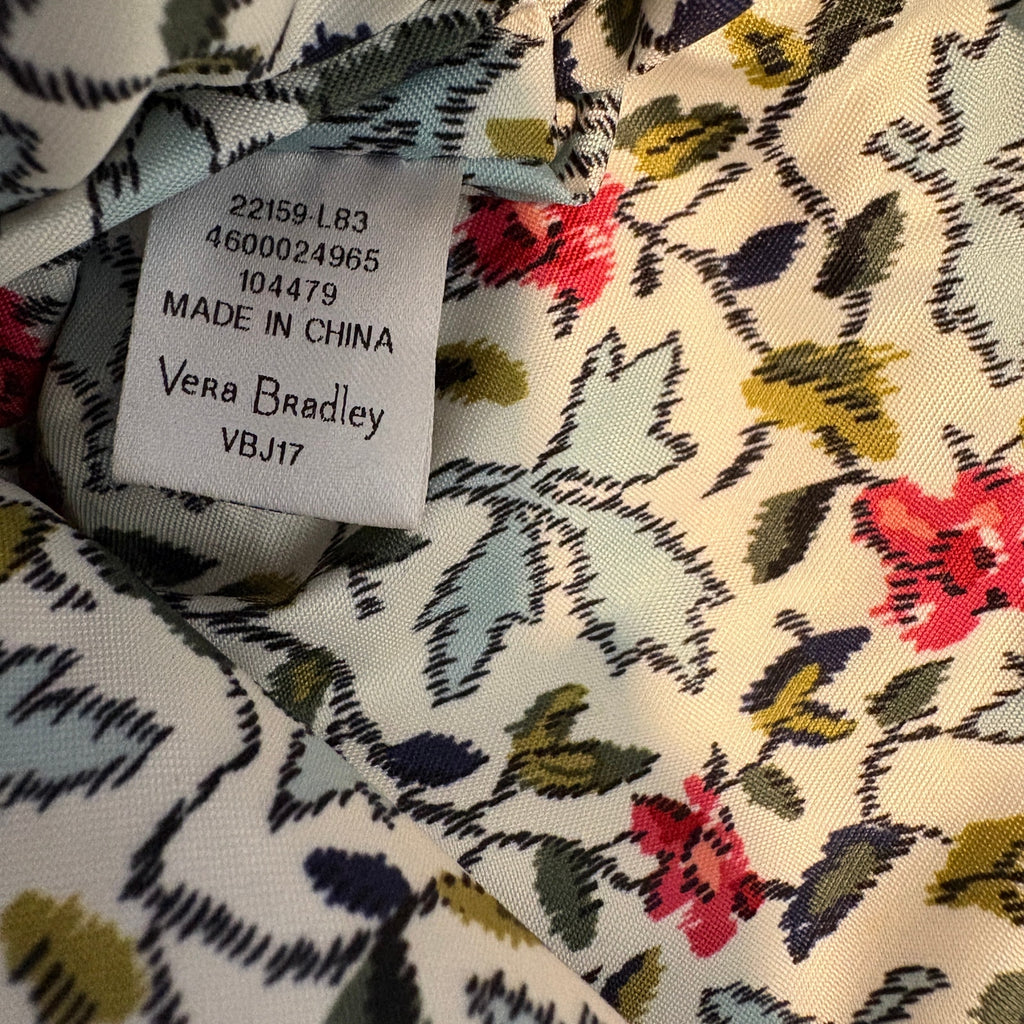 22159-L83
4600024965
104479
MADE IN CHINA
Vera Bradley
VBJ17